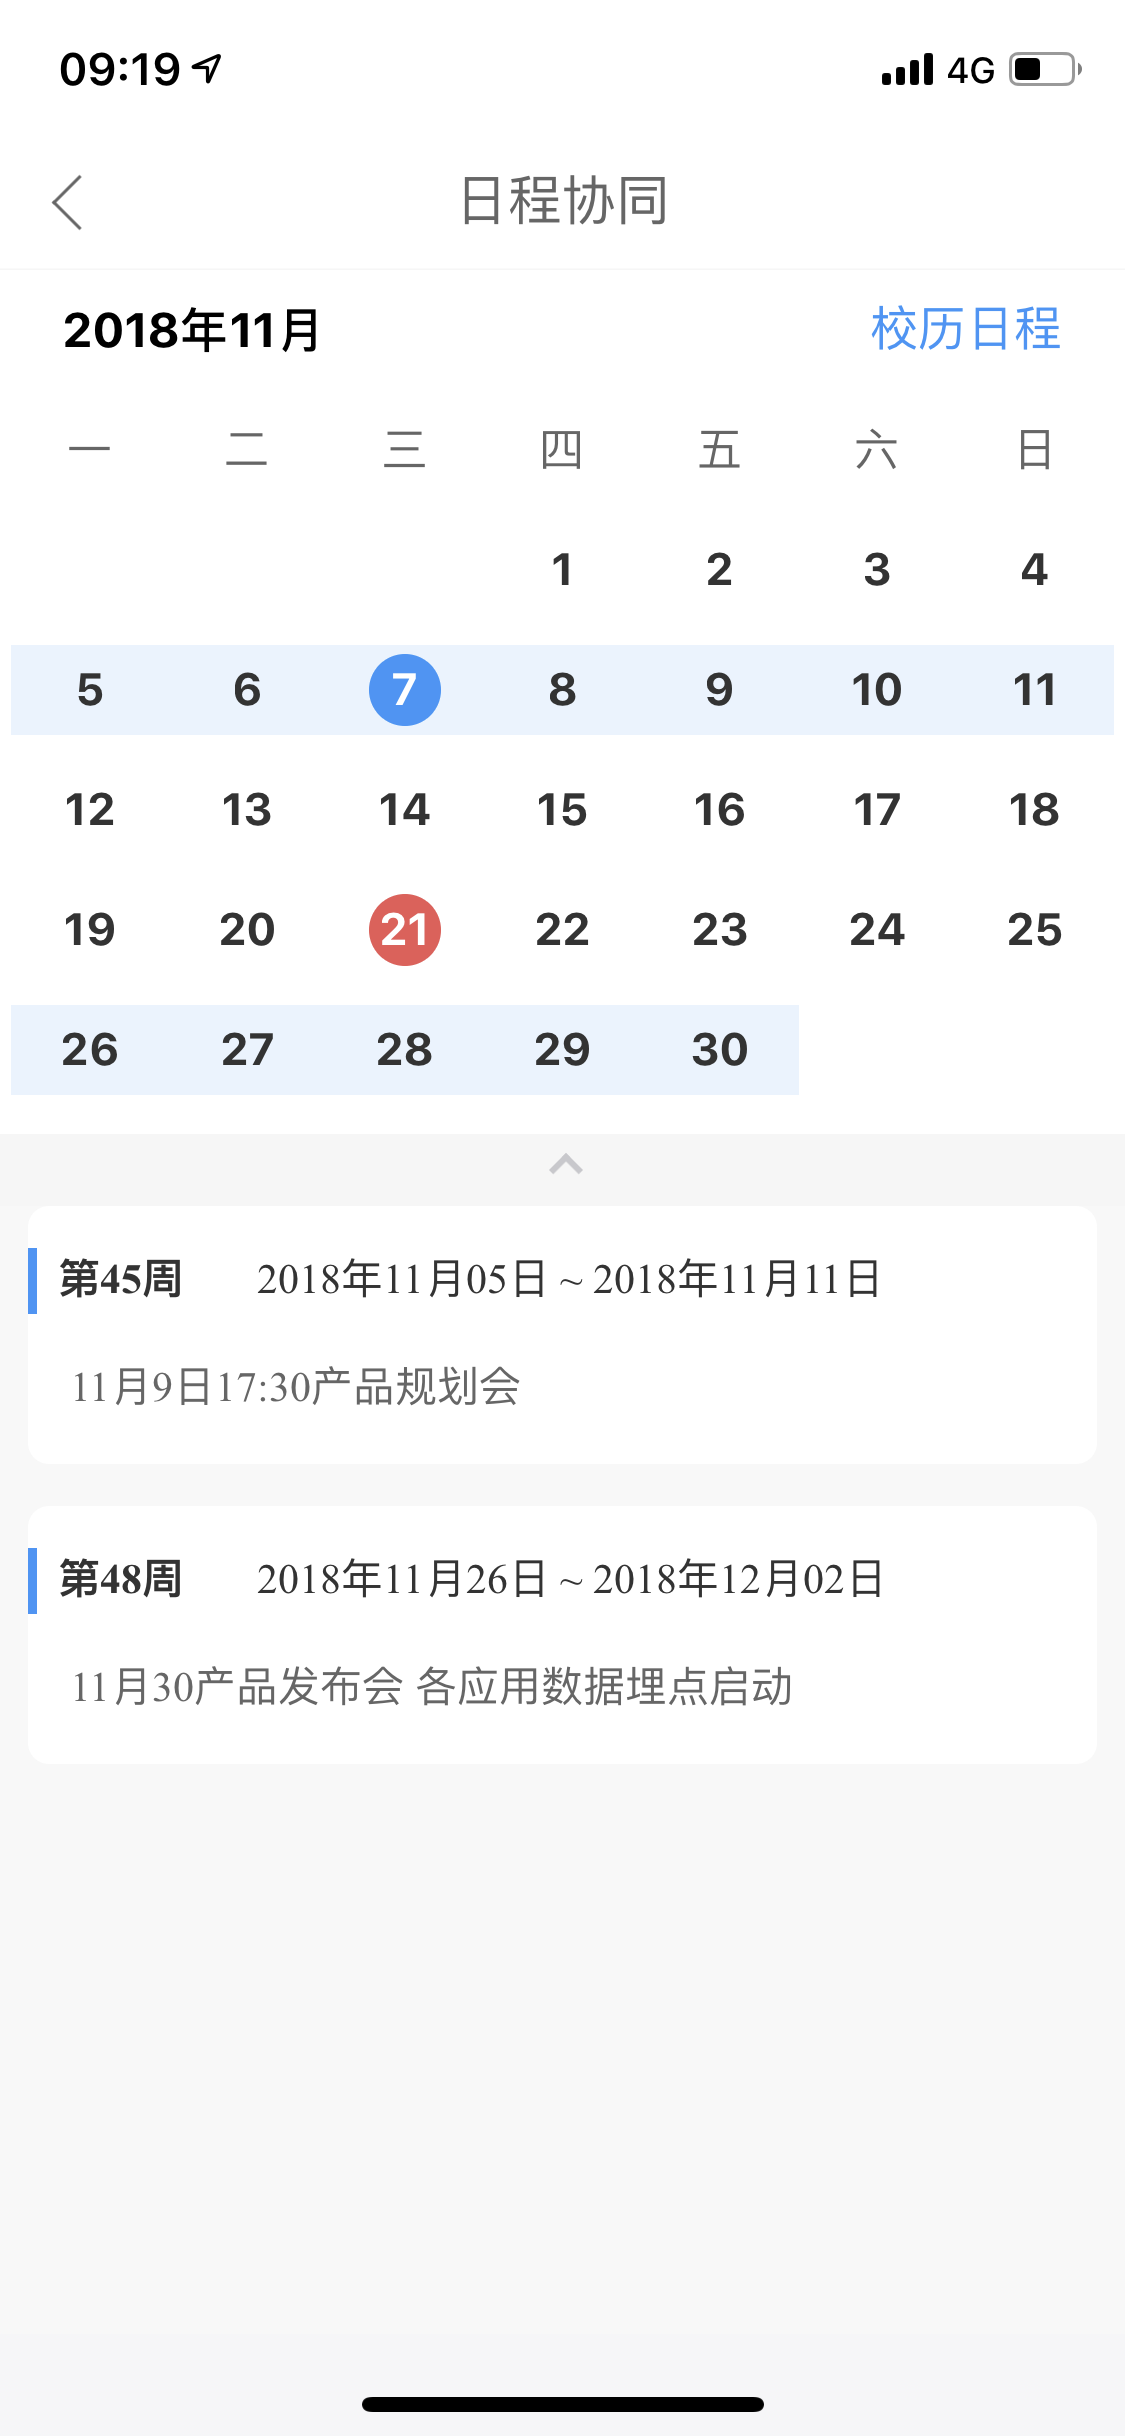 09:19 4G
日程协同
2018年11月 校历日程
一 二 三 四 五 六 日
1 2 3 4
5 6 7 8 9 10 11
12 13 14 15 16 17 18
19 20 21 22 23 24 25
26 27 28 29 30
第45周 2018年11月05日 ~ 2018年11月11日
11月9日17:30产品规划会
第48周 2018年11月26日 ~ 2018年12月02日
11月30产品发布会 各应用数据埋点启动